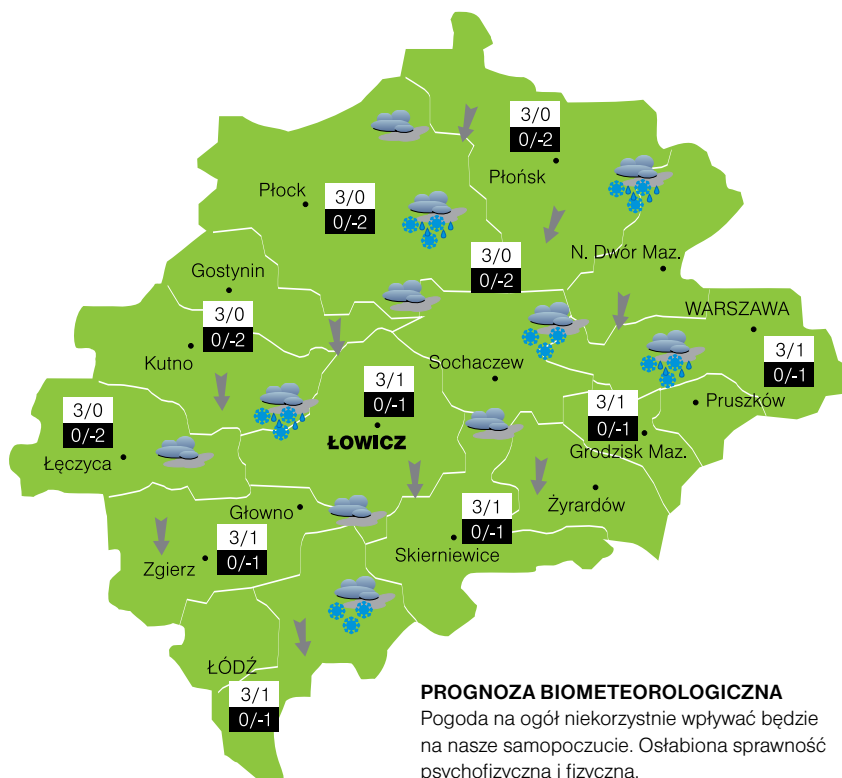 3/0
0/-2
Płońsk
Płock
3/0
0/-2
3/0
0/-2
N. Dwór Maz.
Gostynin
WARSZAWA
3/0
0/-2
Kutno
3/1
0/-1
Sochaczew
3/1
0/-1
Pruszków
3/0
0/-2
ŁOWICZ
3/1
0/-1
Grodzisk Maz.
Łęczyca
Żyrardów
Głowno
3/1
0/-1
Skierniewice
3/1
0/-1
Zgierz
ŁÓDŹ
3/1
0/-1
PROGNOZA BIOMETEOROLOGICZNA
Pogoda na ogół niekorzystnie wpływać będzie
na nasze samopoczucie. Osłabiona sprawność
psychofizyczna i fizyczna.